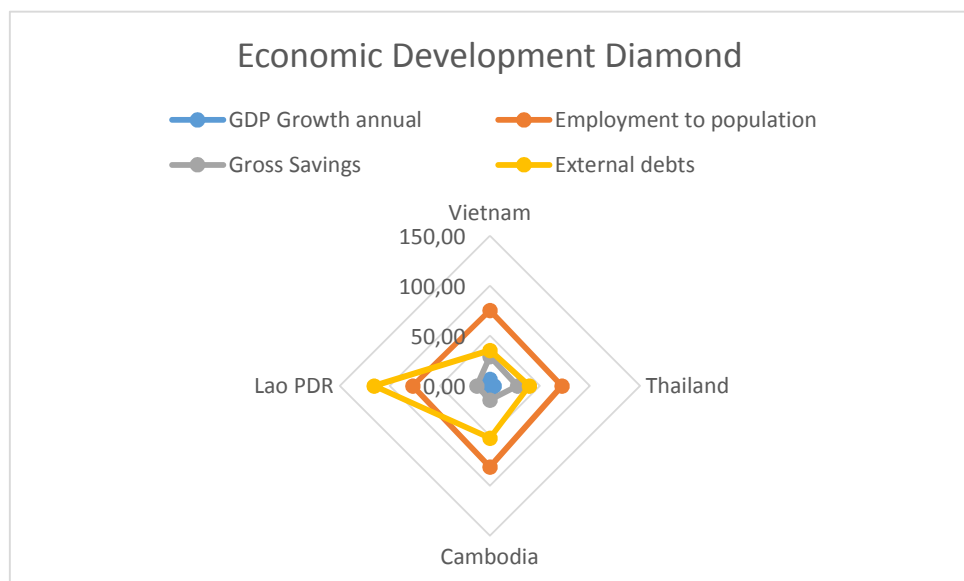 Economic Development Diamond
GDP Growth annual
Employment to population
Gross Savings
External debts
Vietnam
150,00
100,00
50,00
Lao PDR
0,00
Thailand
Cambodia